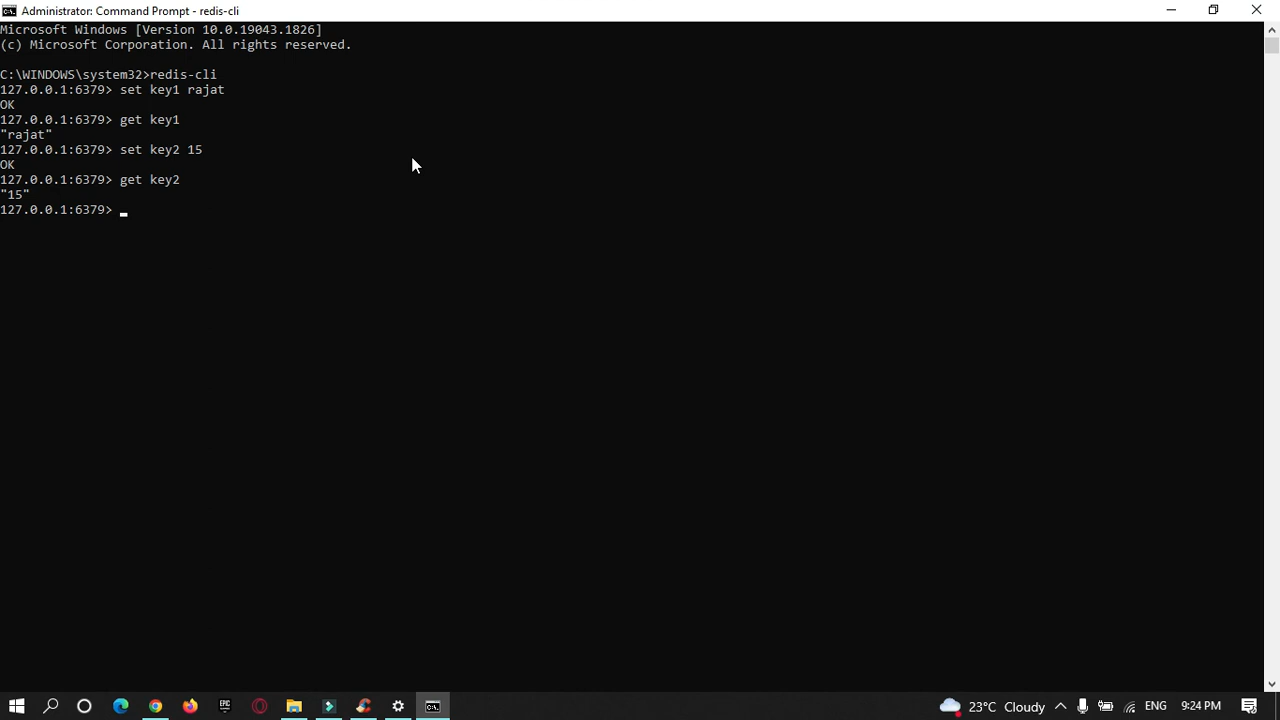 Administrator: Command Prompt - redis-cli
Microsoft Windows [Version 10.0.19043.1826]
(c) Microsoft Corporation. All rights reserved.
C:\WINDOWS\system32>redis-cli
127.0.0.1:6379> set key1 rajat
OK
127.0.0.1:6379> get key1
"rajat"
127.0.0.1:6379> set key2 15
OK
127.0.0.1:6379> get key2
"15"
127.0.0.1:6379>
EPIC
23°C Cloudy ENG 9:24 PM